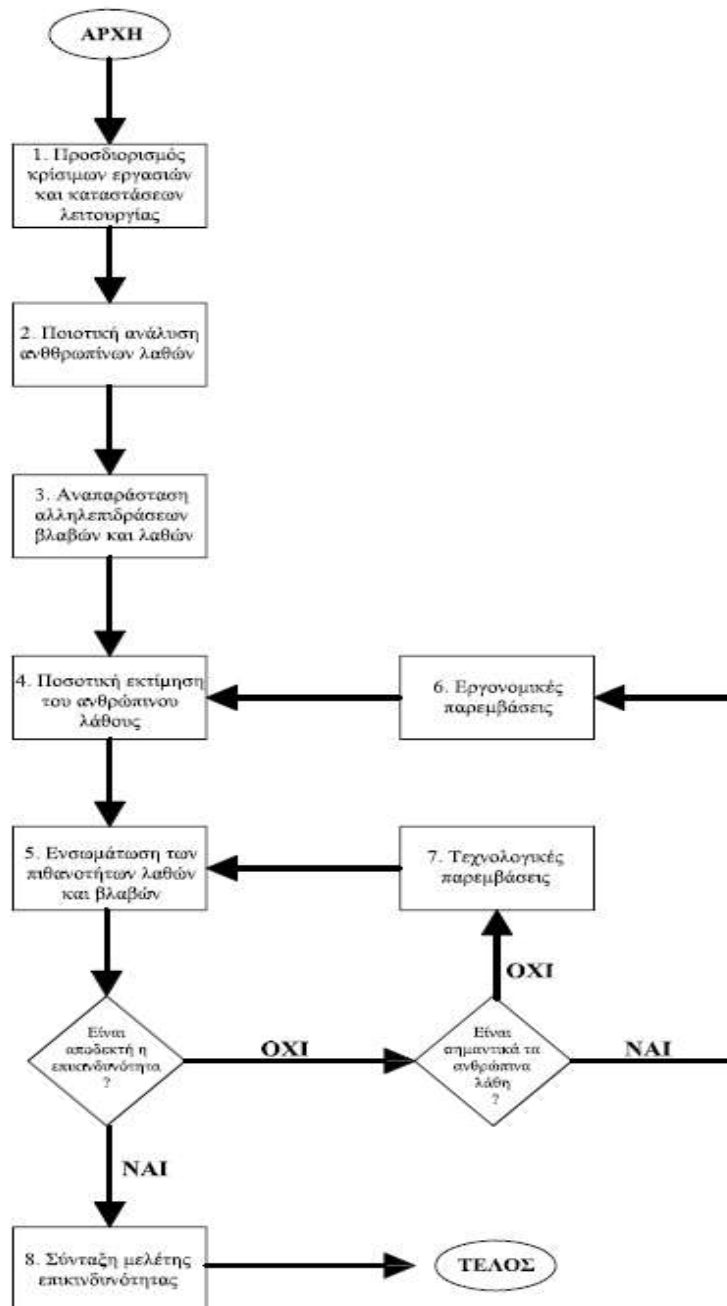 ΑΡΧΗ
1. Προσδιορισμός
κρίσιμων εργασιών
και καταστάσεων
λειτουργίας
2. Ποιοτική ανάλυση
ανθθρωπίνων λαθών
3. Αναπαράσταση
αλληλεπιδράσεων
βλαβών και λαθών
4. Ποσοτική εκτίμηση
του ανθρώπινου
λάθους
6. Εργονομικές
παρεμβάσεις
5. Ενσωμάτωση των
πιθανοτήτων λαθών
και βλαβών
7. Τεχνολογικές
παρεμβάσεις
ΟΧΙ
Είναι
αποδεκτή η
επικινδυνότητα
?
ΟΧΙ
Είναι
σημαντικά τα
ανθρώπινα
λάθη
?
ΝΑΙ
ΝΑΙ
8. Σύνταξη μελέτης
επικινδυνότητας
ΤΕΛΟΣ